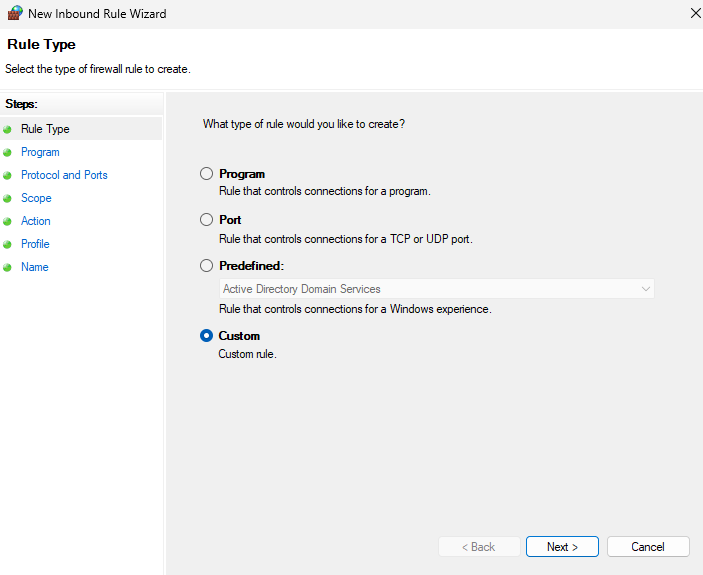 New Inbound Rule Wizard
Rule Type
Select the type of firewall rule to create.
Steps:
Rule Type
Program
Protocol and Ports
Scope
Action
Profile
Name
What type of rule would you like to create?
Program
Rule that controls connections for a program.
Port
Rule that controls connections for a TCP or UDP port.
Predefined:
Active Directory Domain Services
Rule that controls connections for a Windows experience.
Custom
Custom rule.
< Back Next > Cancel